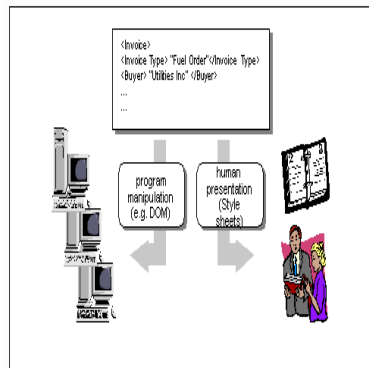 <Invoice>
<Invoice Type> "Fuel Order"</Invoice Type>
<Buyer> "Utilities Inc" </Buyer>
...
...
program
manipulation
(e.g. DOM)
human
presentation
(Style
sheets)